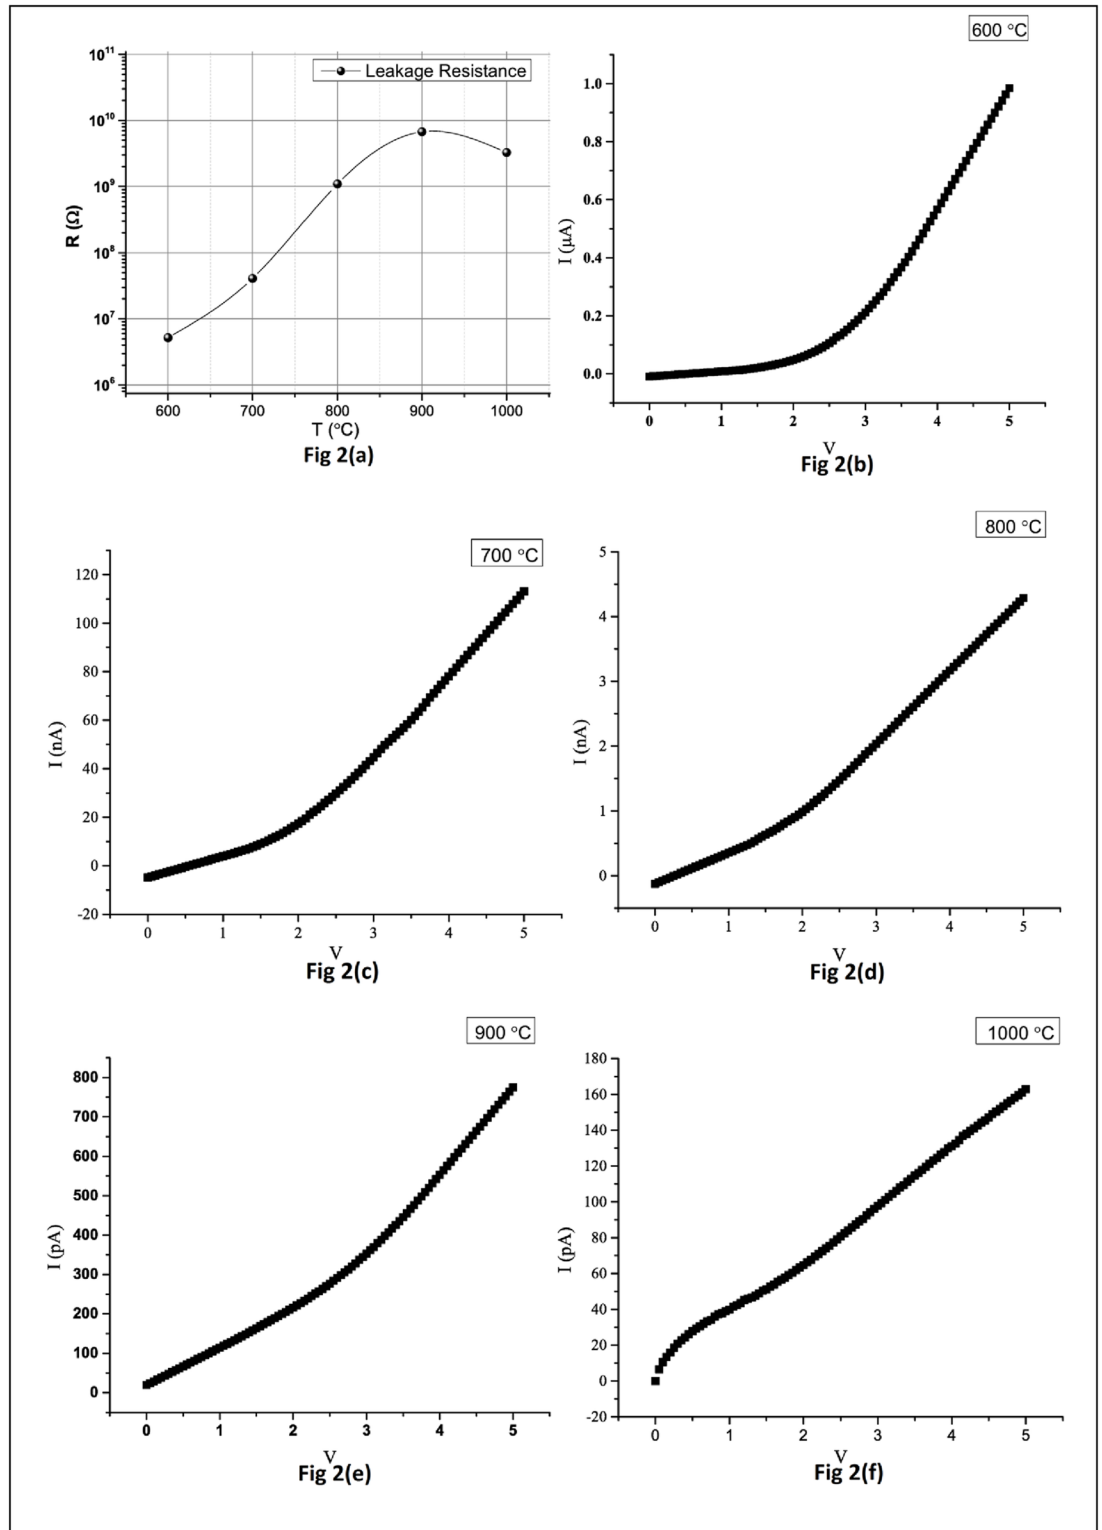 10¹¹
10¹⁰
10⁹
10⁸
10⁷
10⁶
R (Ω)
Leakage Resistance
600 700 800 900 1000
T (°C)
Fig 2(a)
600 °C
1.0
0.8
0.6
0.4
0.2
0.0
I (μA)
0 1 2 3 4 5
V
Fig 2(b)
700 °C
120
100
80
60
40
20
0
-20
I (nA)
0 1 2 3 4 5
V
Fig 2(c)
800 °C
5
4
3
2
1
0
I (nA)
0 1 2 3 4 5
V
Fig 2(d)
900 °C
800
700
600
500
400
300
200
100
0
I (pA)
0 1 2 3 4 5
V
Fig 2(e)
1000 °C
180
160
140
120
100
80
60
40
20
0
-20
I (pA)
0 1 2 3 4 5
V
Fig 2(f)